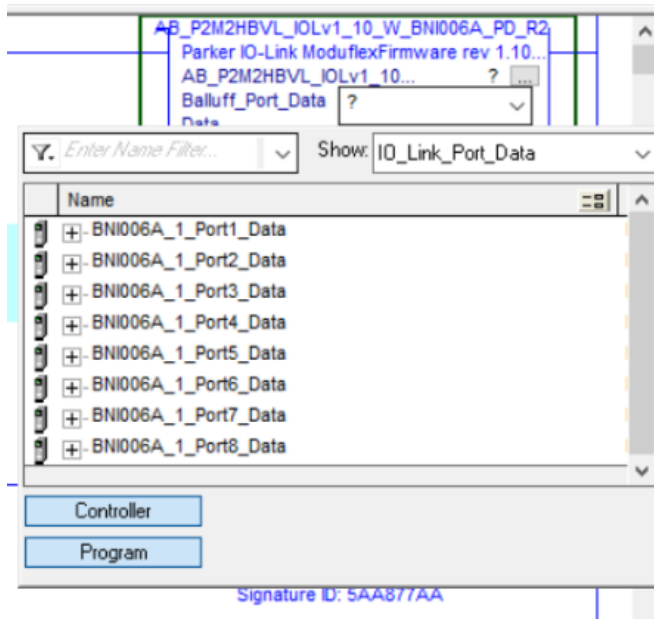 AB_P2M2HBVL_IOLv1_10_W_BNI006A_PD_R2
Parker IO-Link ModuflexFirmware rev 1.10...
AB_P2M2HBVL_IOLv1_10... ? ...
Balluff_Port_Data ?
Data
Enter Name Filter... Show: IO_Link_Port_Data
Name
BNI006A_1_Port1_Data
BNI006A_1_Port2_Data
BNI006A_1_Port3_Data
BNI006A_1_Port4_Data
BNI006A_1_Port5_Data
BNI006A_1_Port6_Data
BNI006A_1_Port7_Data
BNI006A_1_Port8_Data
Controller
Program
Signature ID: 5AA877AA